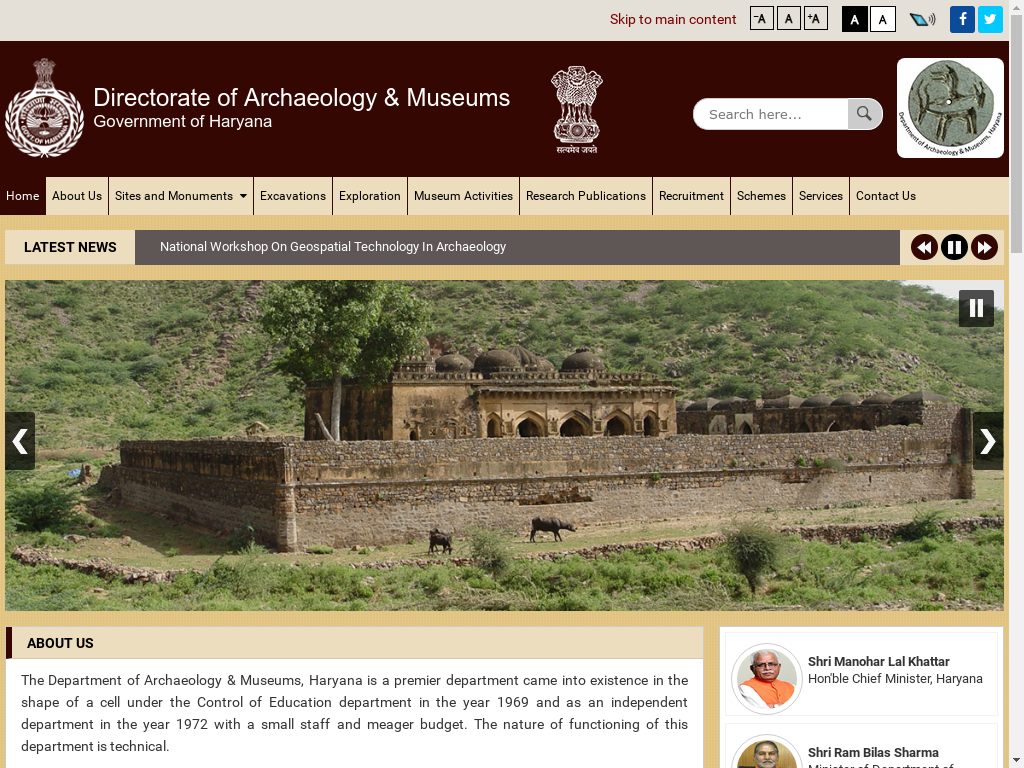 Skip to main content
-A A +A A A
Directorate of Archaeology & Museums
Government of Haryana
सत्यमेव जयते
Search here...
Department of Archaeology & Museums, Haryana
Home About Us Sites and Monuments Excavations Exploration Museum Activities Research Publications Recruitment Schemes Services Contact Us
LATEST NEWS
National Workshop On Geospatial Technology In Archaeology
ABOUT US
The Department of Archaeology & Museums, Haryana is a premier department came into existence in the
shape of a cell under the Control of Education department in the year 1969 and as an independent
department in the year 1972 with a small staff and meager budget. The nature of functioning of this
department is technical.
Shri Manohar Lal Khattar
Hon'ble Chief Minister, Haryana
Shri Ram Bilas Sharma
Minister of Department of